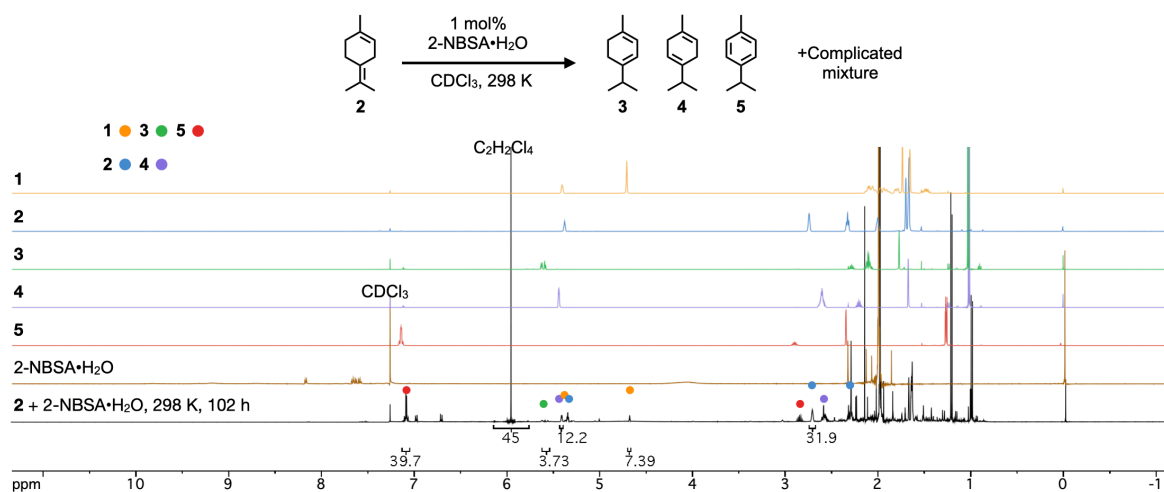 1 mol%
2-NBSA•H₂O
CDCl₃, 298 K
+Complicated
mixture
2
3
4
5
1 3 5
2 4
C₂H₂Cl₄
1
2
3
4
CDCl₃
5
2-NBSA•H₂O
2 + 2-NBSA•H₂O, 298 K, 102 h
45
12.2
31.9
39.7
3.73
7.39
ppm 10 9 8 7 6 5 4 3 2 1 0 -1